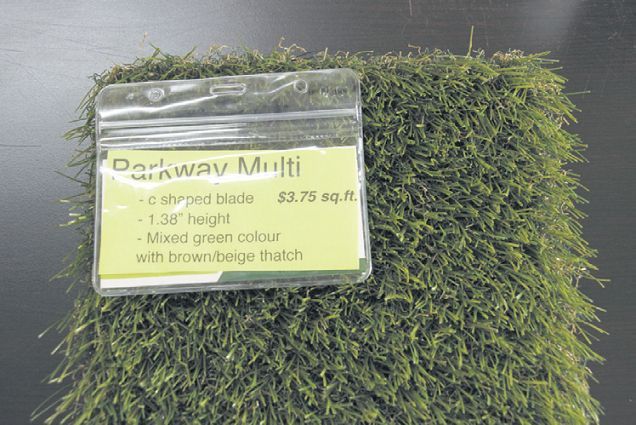 Parkway Multi
- c shaped blade $3.75 sq.ft.
- 1.38" height
- Mixed green colour
with brown/beige thatch